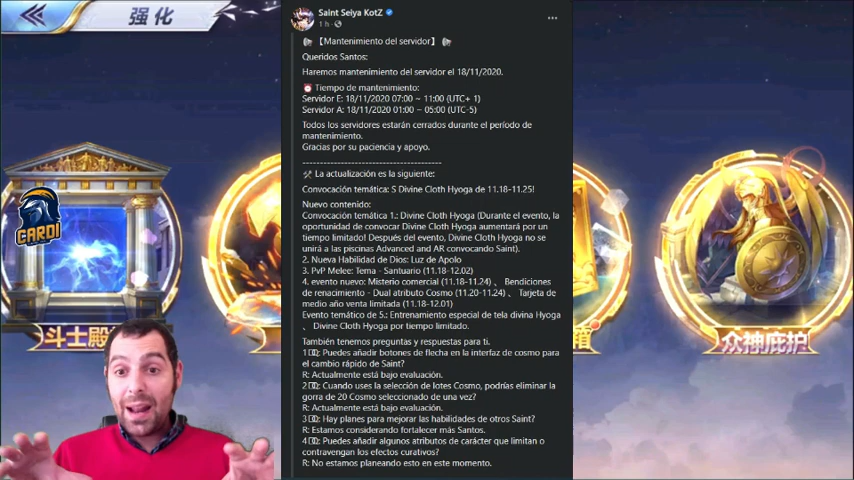 强化
Saint Seiya KotZ
1 h
【Mantenimiento del servidor】
Queridos Santos:
Haremos mantenimiento del servidor el 18/11/2020.
Tiempo de mantenimiento:
Servidor E: 18/11/2020 07:00 ~ 11:00 (UTC+ 1)
Servidor A: 18/11/2020 01:00 ~ 05:00 (UTC-5)
Todos los servidores estarán cerrados durante el período de
mantenimiento.
Gracias por su paciencia y apoyo.
----------------------------------------
La actualización es la siguiente:
Convocación temática: S Divine Cloth Hyoga de 11.18-11.25!
Nuevo contenido:
Convocación temática 1.: Divine Cloth Hyoga (Durante el evento, la
oportunidad de convocar Divine Cloth Hyoga aumentará por un
tiempo limitado! Después del evento, Divine Cloth Hyoga no se
unirá a las piscinas Advanced and AR convocando Saint).
2. Nueva Habilidad de Dios: Luz de Apolo
3. PvP Melee: Tema - Santuario (11.18-12.02)
4. evento nuevo: Misterio comercial (11.18-11.24) 、 Bendiciones
de renacimiento - Dual atributo Cosmo (11.20-11.24) 、 Tarjeta de
medio año venta limitada (11.18-12.01)
Evento temático de 5.: Entrenamiento especial de tela divina Hyoga
、 Divine Cloth Hyoga por tiempo limitado.
También tenemos preguntas y respuestas para ti.
1 Q: Puedes añadir botones de flecha en la interfaz de cosmo para
el cambio rápido de Saint?
R: Actualmente está bajo evaluación.
2 Q: Cuando uses la selección de lotes Cosmo, podrías eliminar la
gorra de 20 Cosmo seleccionado de una vez?
R: Actualmente está bajo evaluación.
3 Q: Hay planes para mejorar las habilidades de otros Saint?
R: Estamos considerando fortalecer más Santos.
4 Q: Puedes añadir algunos atributos de carácter que limitan o
contravengan los efectos curativos?
R: No estamos planeando esto en este momento.
CARDI
斗士殿
箱
众神庇护